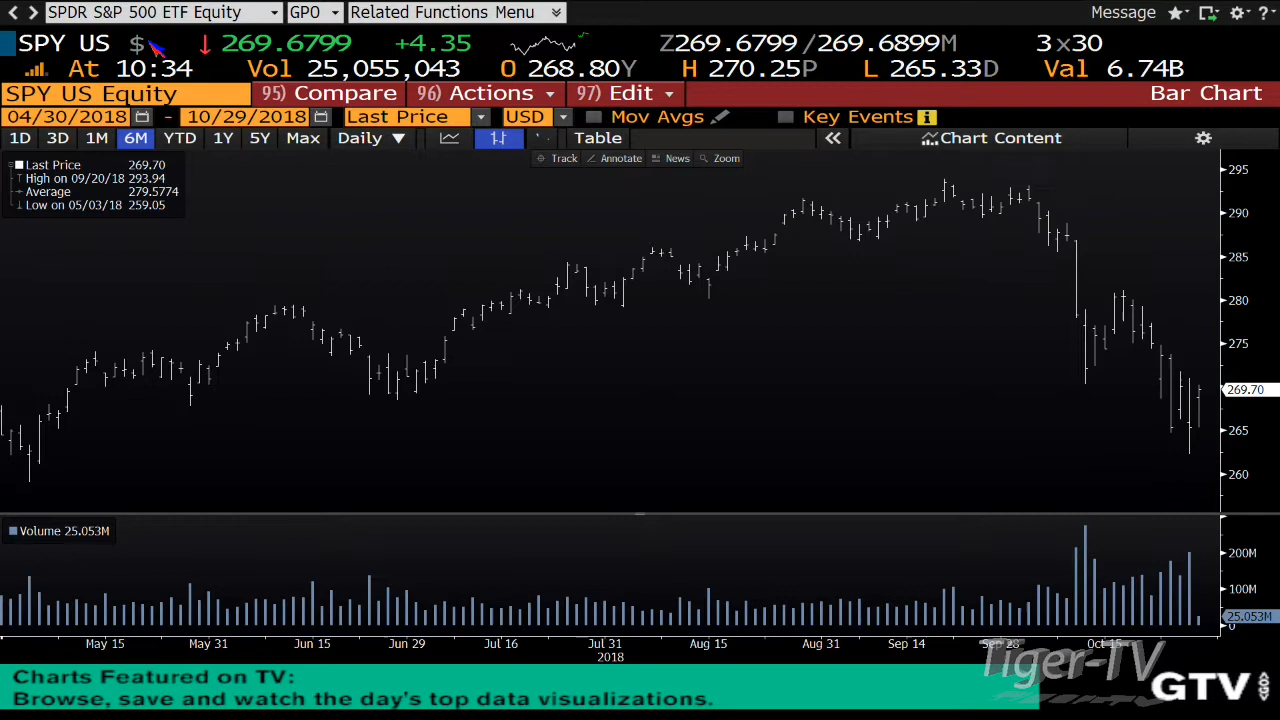 SPDR S&P 500 ETF Equity GPO Related Functions Menu Message
SPY US $ ↓ 269.6799 +4.35 Z269.6799/269.6899M 3x30
At 10:34 Vol 25,055,043 O 268.80Y H 270.25P L 265.33D Val 6.74B
SPY US Equity 95) Compare 96) Actions 97) Edit Bar Chart
04/30/2018 - 10/29/2018 Last Price USD Mov Avgs Key Events
1D 3D 1M 6M YTD 1Y 5Y Max Daily ▼ Table « Chart Content
Track Annotate News Zoom
Last Price 269.70
High on 09/20/18 293.94
Average 279.5774
Low on 05/03/18 259.05
295
290
285
280
275
269.70
265
260
Volume 25.053M
200M
100M
25.053M
0
May 15 May 31 Jun 15 Jun 29 Jul 16 Jul 31 Aug 15 Aug 31 Sep 14 Sep 28 Oct 15
2018
Tiger-TV
Charts Featured on TV:
Browse, save and watch the day's top data visualizations.
GTV